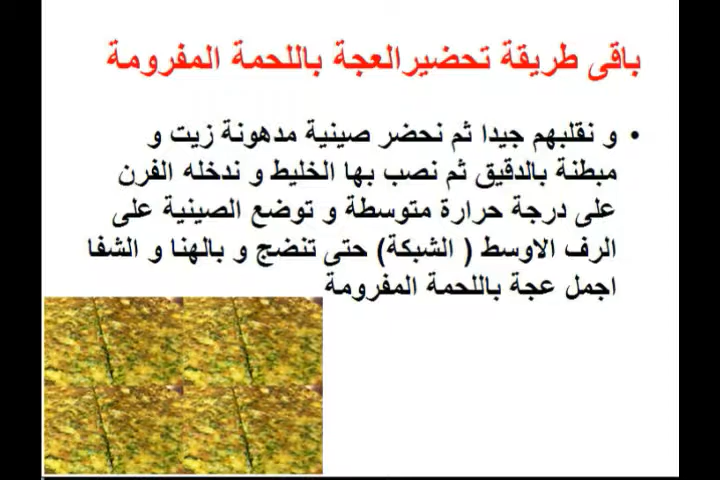 باقى طريقة تحضيرالعجة باللحمة المفرومة
• و نقلبهم جيدا ثم نحضر صينية مدهونة زيت و
مبطنة بالدقيق ثم نصب بها الخليط و ندخله الفرن
على درجة حرارة متوسطة و توضع الصينية على
الرف الاوسط ( الشبكة) حتى تنضج و بالهنا و الشفا
اجمل عجة باللحمة المفرومة